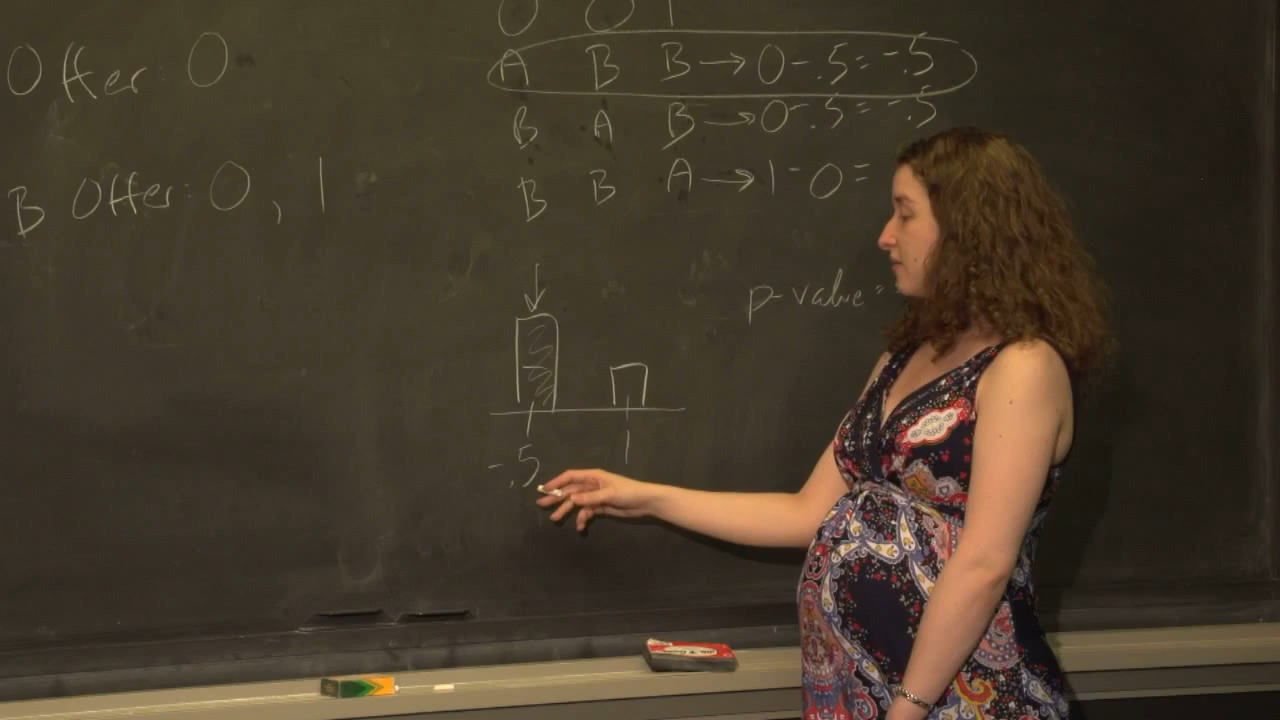 Offer: 0
B Offer: 0, 1
0 0 1
A B B → 0-.5=-.5
B A B → 0-.5=-.5
B B A → 1-0=
p-value=
-.5 1